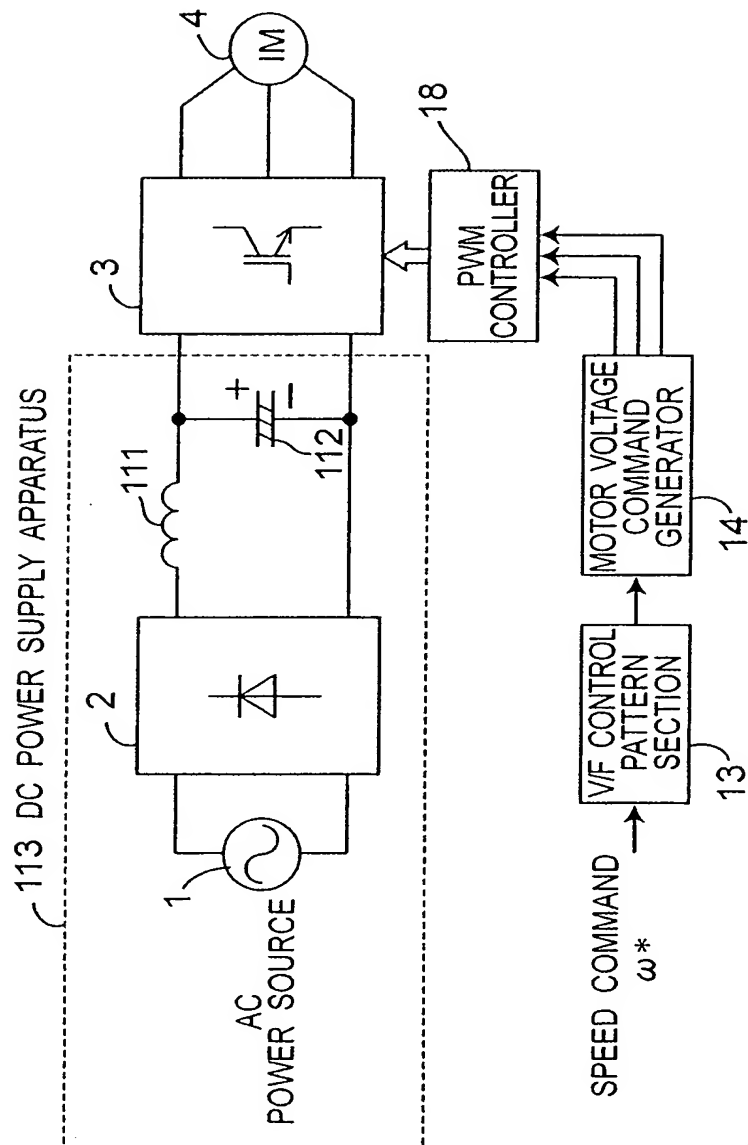 113 DC POWER SUPPLY APPARATUS
AC
POWER SOURCE
1
2
111
112
+
−
3
4
IM
18
PWM
CONTROLLER
SPEED COMMAND
ω*
V/F CONTROL
PATTERN
SECTION
13
MOTOR VOLTAGE
COMMAND
GENERATOR
14